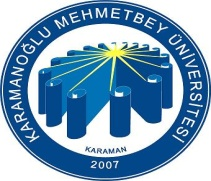 KARAMANOĞLU MEHMETBEY ÜNİVERSİTESİ
KARAMAN
2007